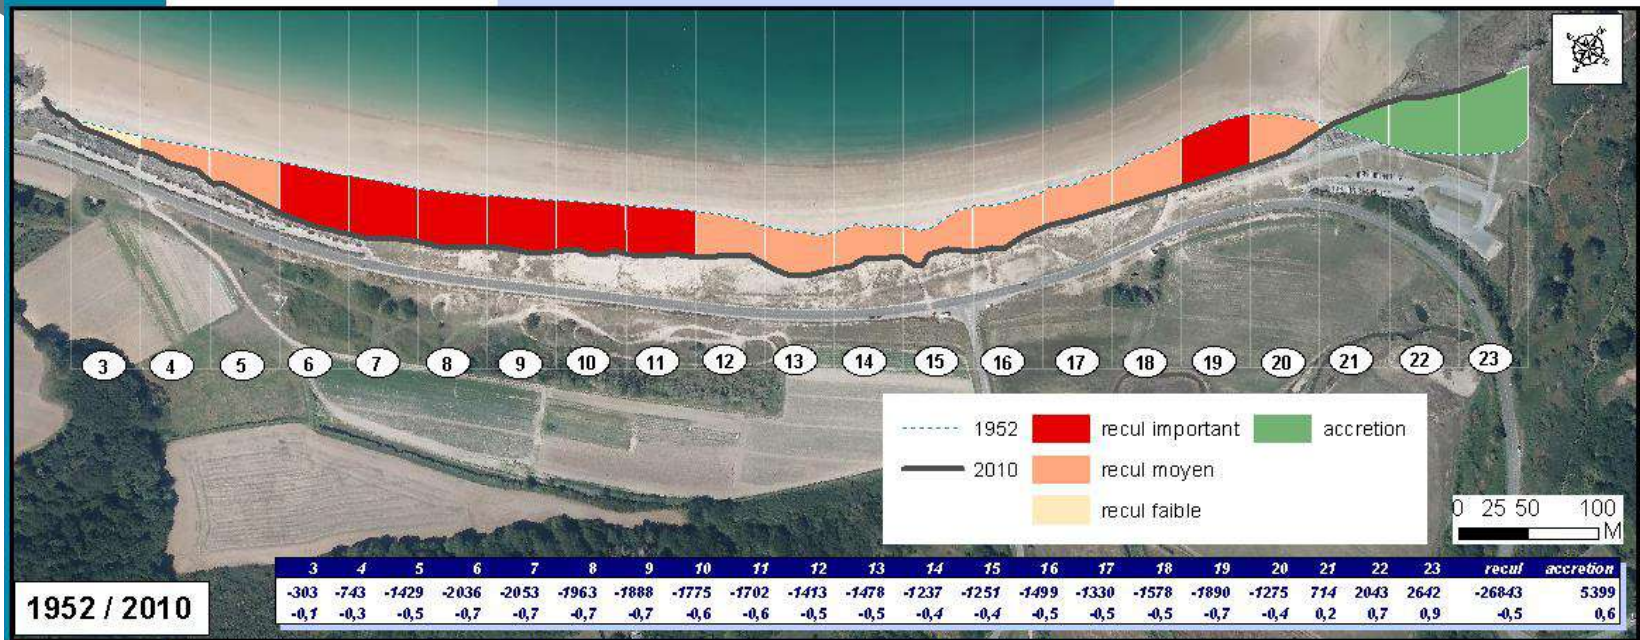 3 4 5 6 7 8 9 10 11 12 13 14 15 16 17 18 19 20 21 22 23
1952 recul important accretion
2010 recul moyen
recul faible
0 25 50 100
M
1952 / 2010
3 4 5 6 7 8 9 10 11 12 13 14 15 16 17 18 19 20 21 22 23 recul accretion
-303 -743 -1429 -2036 -2053 -1963 -1888 -1775 -1702 -1413 -1478 -1237 -1251 -1499 -1330 -1578 -1890 -1275 714 2043 2642 -26843 5399
-0,1 -0,3 -0,5 -0,7 -0,7 -0,7 -0,7 -0,6 -0,6 -0,5 -0,5 -0,4 -0,4 -0,5 -0,5 -0,5 -0,7 -0,4 0,2 0,7 0,9 -0,5 0,6